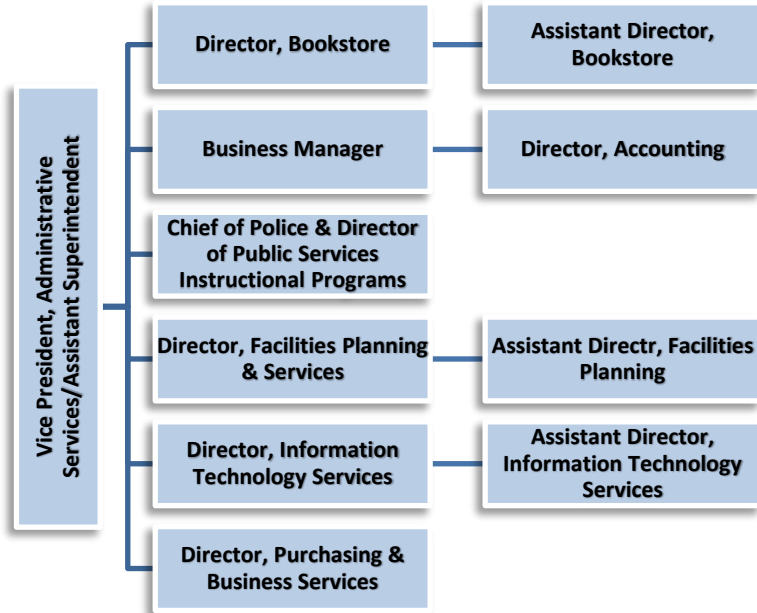 Vice President, Administrative
Services/Assistant Superintendent
Director, Bookstore
Assistant Director,
Bookstore
Business Manager
Director, Accounting
Chief of Police & Director
of Public Services
Instructional Programs
Director, Facilities Planning
& Services
Assistant Directr, Facilities
Planning
Director, Information
Technology Services
Assistant Director,
Information Technology
Services
Director, Purchasing &
Business Services